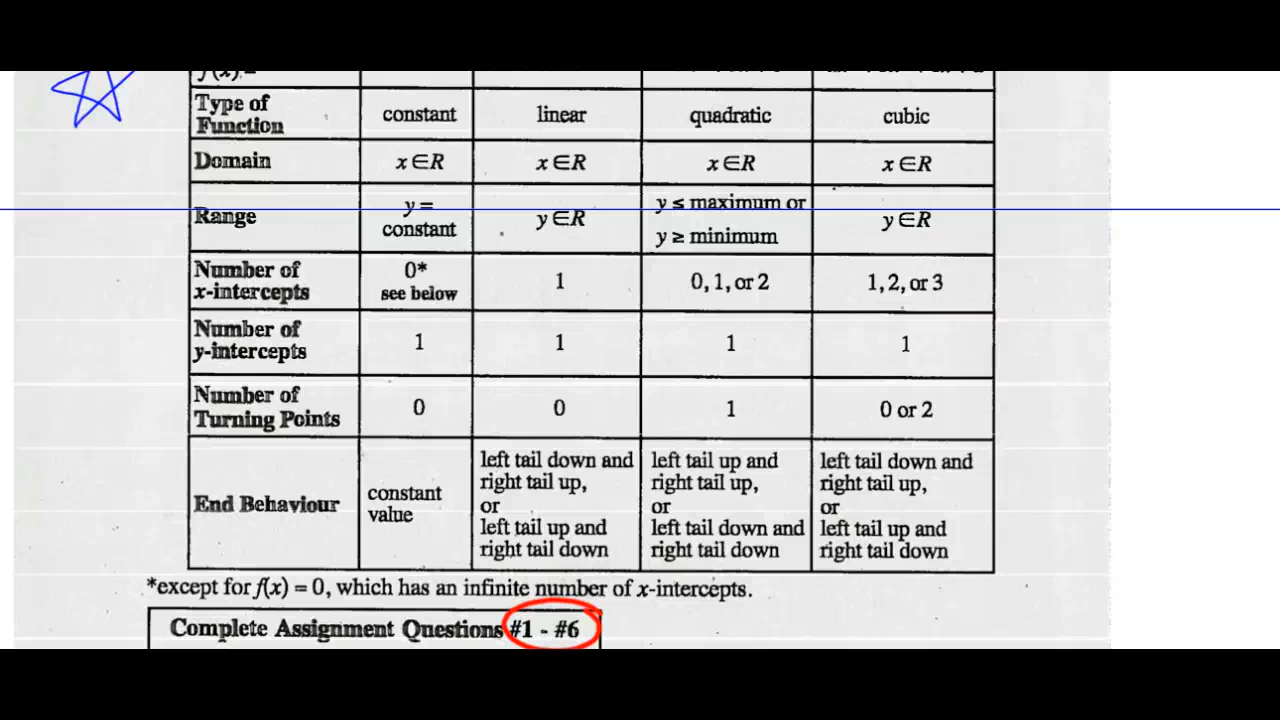 f(x) =
Type of Function constant linear quadratic cubic
Domain x ∈ R x ∈ R x ∈ R x ∈ R
Range y = constant y ∈ R y ≤ maximum or y ≥ minimum y ∈ R
Number of x-intercepts 0* see below 1 0, 1, or 2 1, 2, or 3
Number of y-intercepts 1 1 1 1
Number of Turning Points 0 0 1 0 or 2
End Behaviour constant value left tail down and right tail up, or left tail up and right tail down left tail up and right tail up, or left tail down and right tail down left tail down and right tail up, or left tail up and right tail down
*except for f(x) = 0, which has an infinite number of x-intercepts.
Complete Assignment Questions #1 - #6